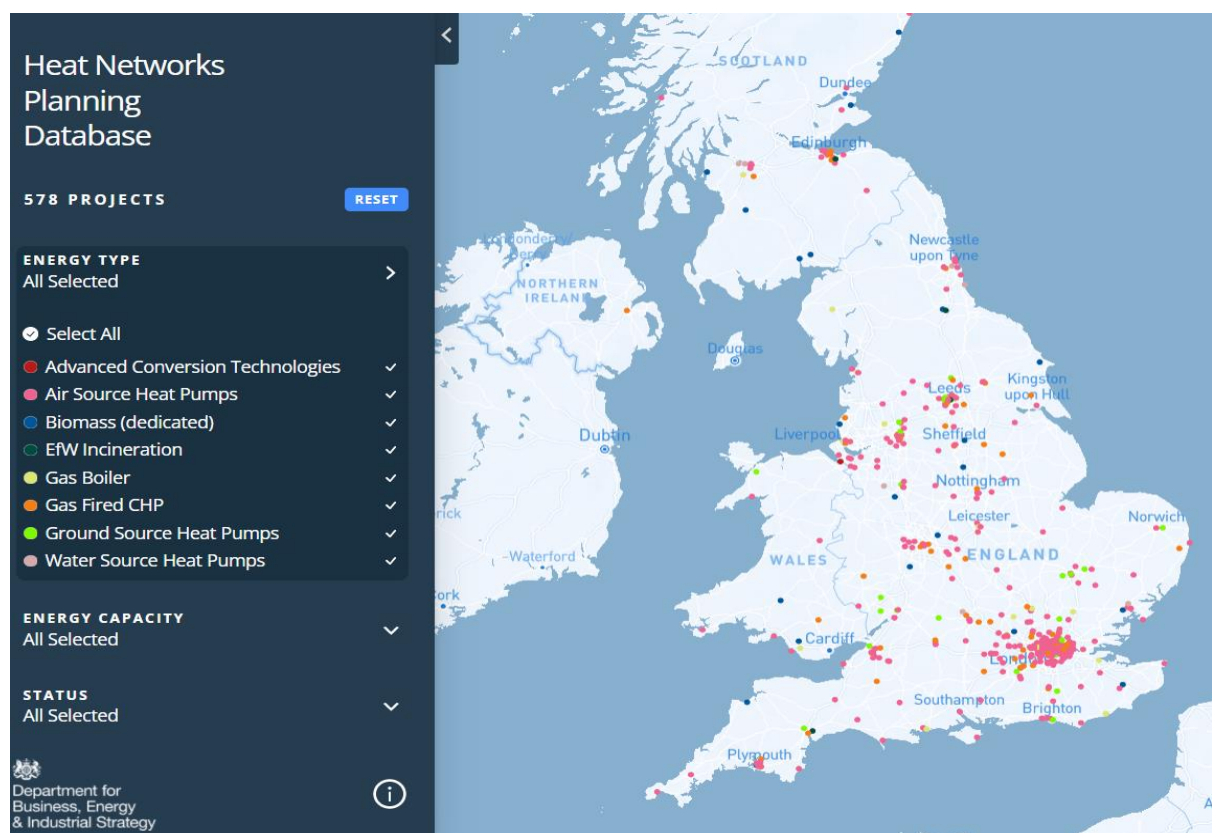 Heat Networks
Planning
Database
578 PROJECTS
RESET
ENERGY TYPE
All Selected
Select All
Advanced Conversion Technologies
Air Source Heat Pumps
Biomass (dedicated)
EfW Incineration
Gas Boiler
Gas Fired CHP
Ground Source Heat Pumps
Water Source Heat Pumps
ENERGY CAPACITY
All Selected
STATUS
All Selected
Department for
Business, Energy
& Industrial Strategy
SCOTLAND
Dundee
Edinburgh
Newcastle
upon Tyne
Londonderry/
Derry
NORTHERN
IRELAND
Douglas
Leeds
Kingston
upon Hull
Dublin
Liverpool
Sheffield
Nottingham
Leicester
Norwich
rick
Waterford
WALES
ENGLAND
ork
Cardiff
London
Southampton
Brighton
Plymouth
A